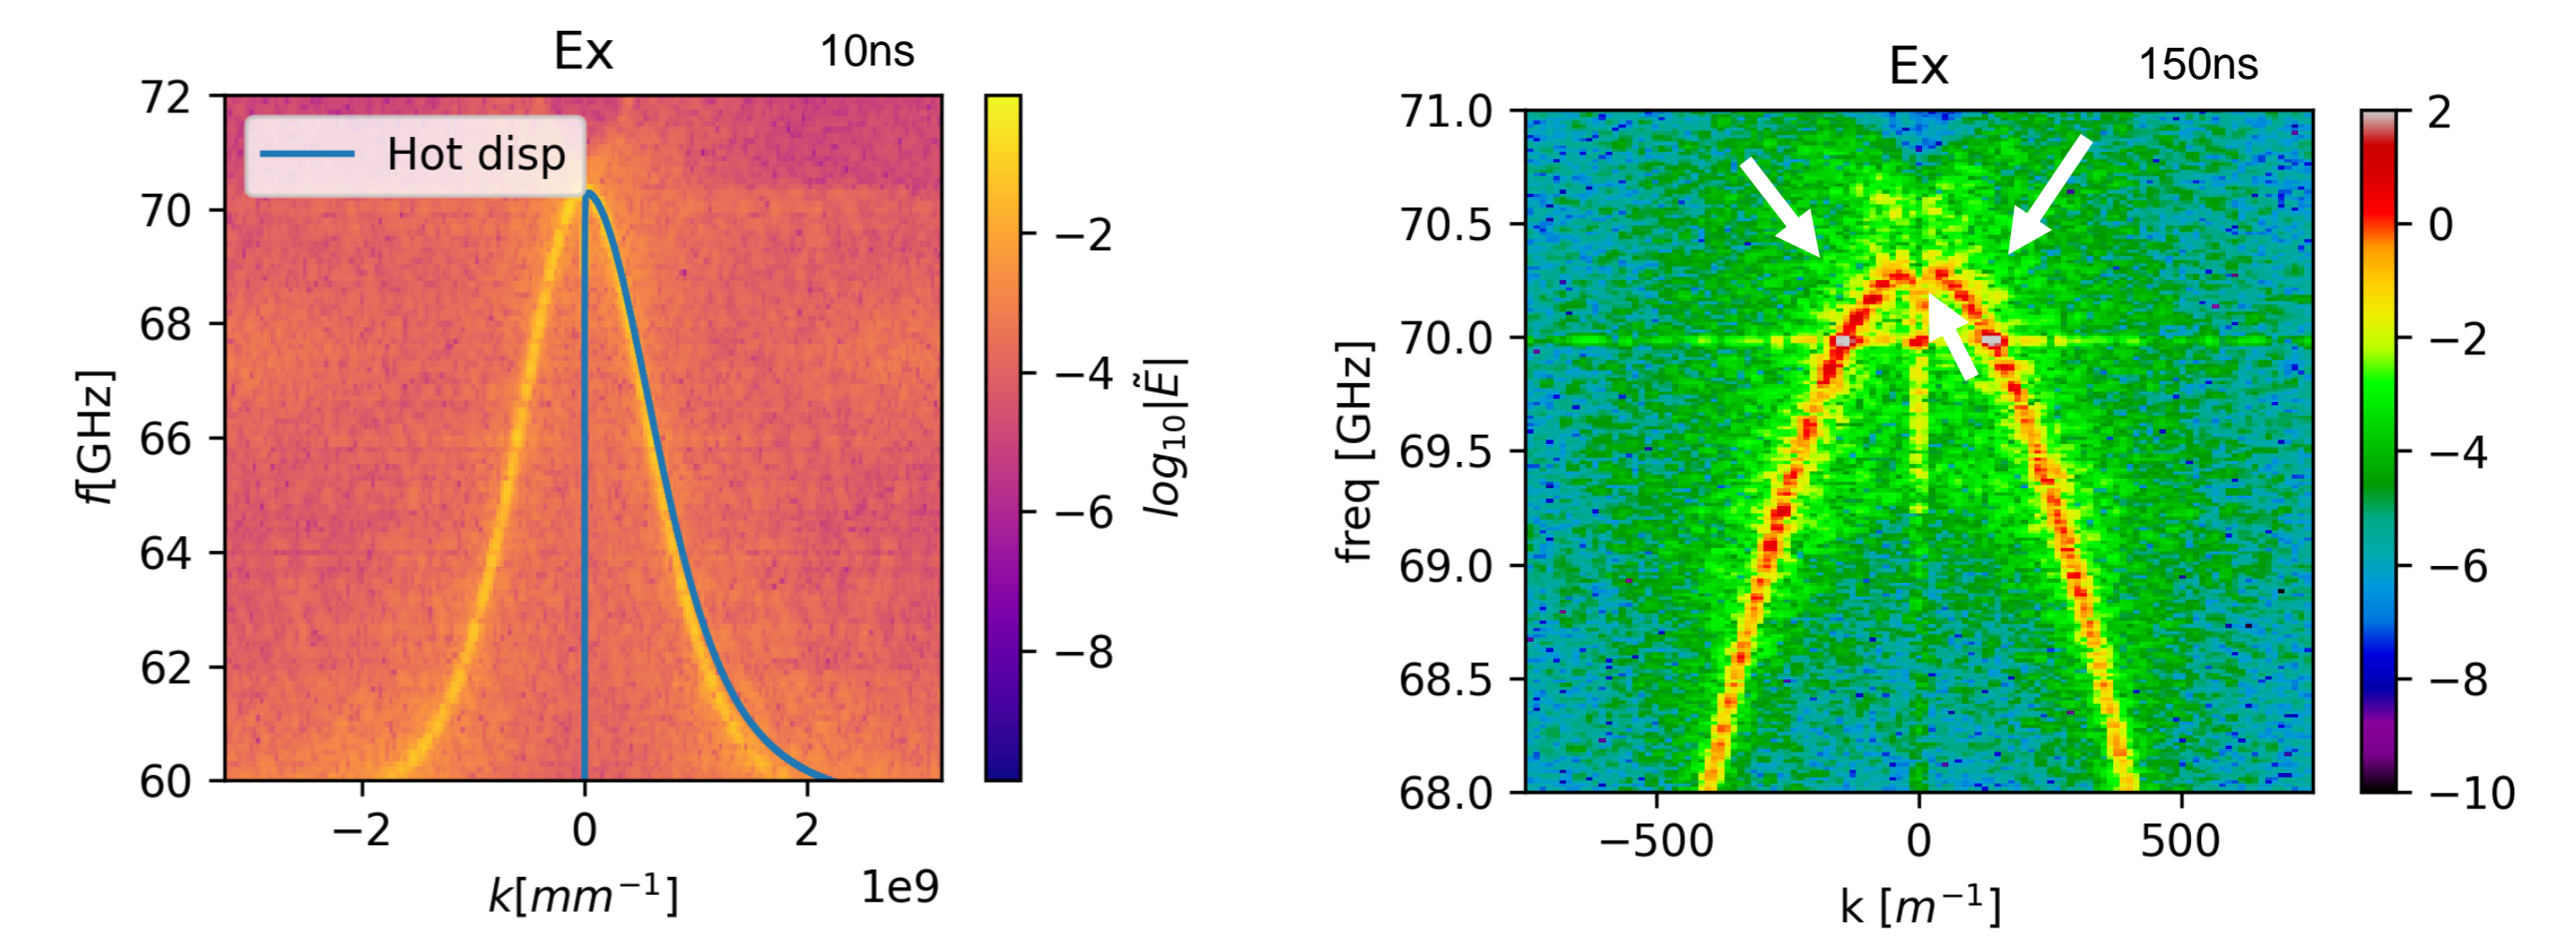 Ex 10ns
72
70
68
66
64
62
60
f[GHz]
Hot disp
−2 0 2
k[mm⁻¹] 1e9
−2
−4
−6
−8
log₁₀|Ẽ|
Ex 150ns
71.0
70.5
70.0
69.5
69.0
68.5
68.0
freq [GHz]
−500 0 500
k [m⁻¹]
2
0
−2
−4
−6
−8
−10